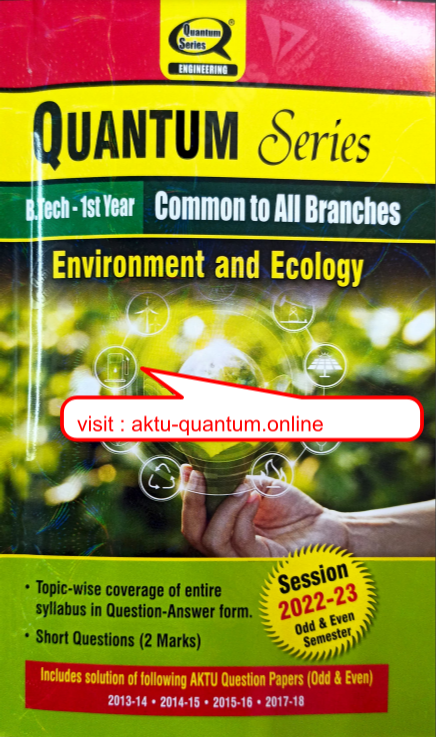 Quantum
Series
ENGINEERING
QUANTUM Series
B.Tech - 1st Year Common to All Branches
Environment and Ecology
visit : aktu-quantum.online
• Topic-wise coverage of entire
syllabus in Question-Answer form.
• Short Questions (2 Marks)
Session
2022-23
Odd & Even
Semester
Includes solution of following AKTU Question Papers (Odd & Even)
2013-14 • 2014-15 • 2015-16 • 2017-18